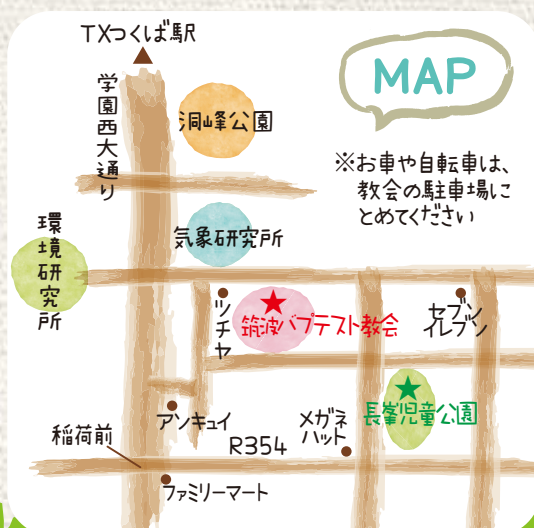 TXつくば駅
MAP
学園西大通り
洞峰公園
※お車や自転車は、
教会の駐車場に
とめてください
気象研究所
環境研究所
ツチヤ
筑波バプテスト教会
セブン
イレブン
長峯児童公園
アンキュイ
メガネ
ハット
稲荷前
R354
ファミリーマート